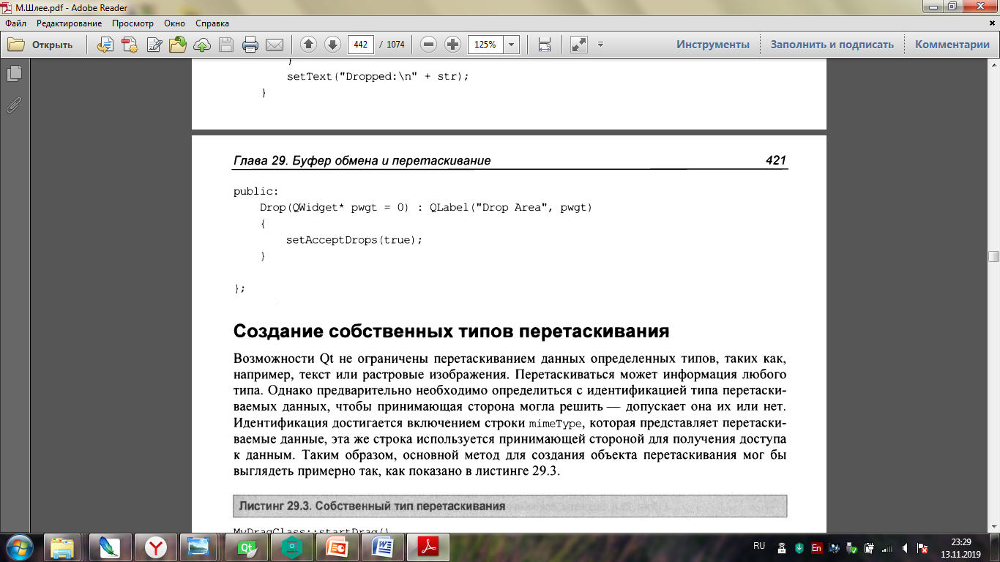 М.Шлее.pdf - Adobe Reader
Файл Редактирование Просмотр Окно Справка
Открыть 442 / 1074 125% Инструменты Заполнить и подписать Комментарии
}
setText("Dropped:\n" + str);
}
Глава 29. Буфер обмена и перетаскивание 421
public:
Drop(QWidget* pwgt = 0) : QLabel("Drop Area", pwgt)
{
setAcceptDrops(true);
}
};
Создание собственных типов перетаскивания
Возможности Qt не ограничены перетаскиванием данных определенных типов, таких как,
например, текст или растровые изображения. Перетаскиваться может информация любого
типа. Однако предварительно необходимо определиться с идентификацией типа перетаски-
ваемых данных, чтобы принимающая сторона могла решить — допускает она их или нет.
Идентификация достигается включением строки mimeType, которая представляет перетаски-
ваемые данные, эта же строка используется принимающей стороной для получения доступа
к данным. Таким образом, основной метод для создания объекта перетаскивания мог бы
выглядеть примерно так, как показано в листинге 29.3.
Листинг 29.3. Собственный тип перетаскивания
MyDragClass::startDrag()
RU En 23:29
13.11.2019